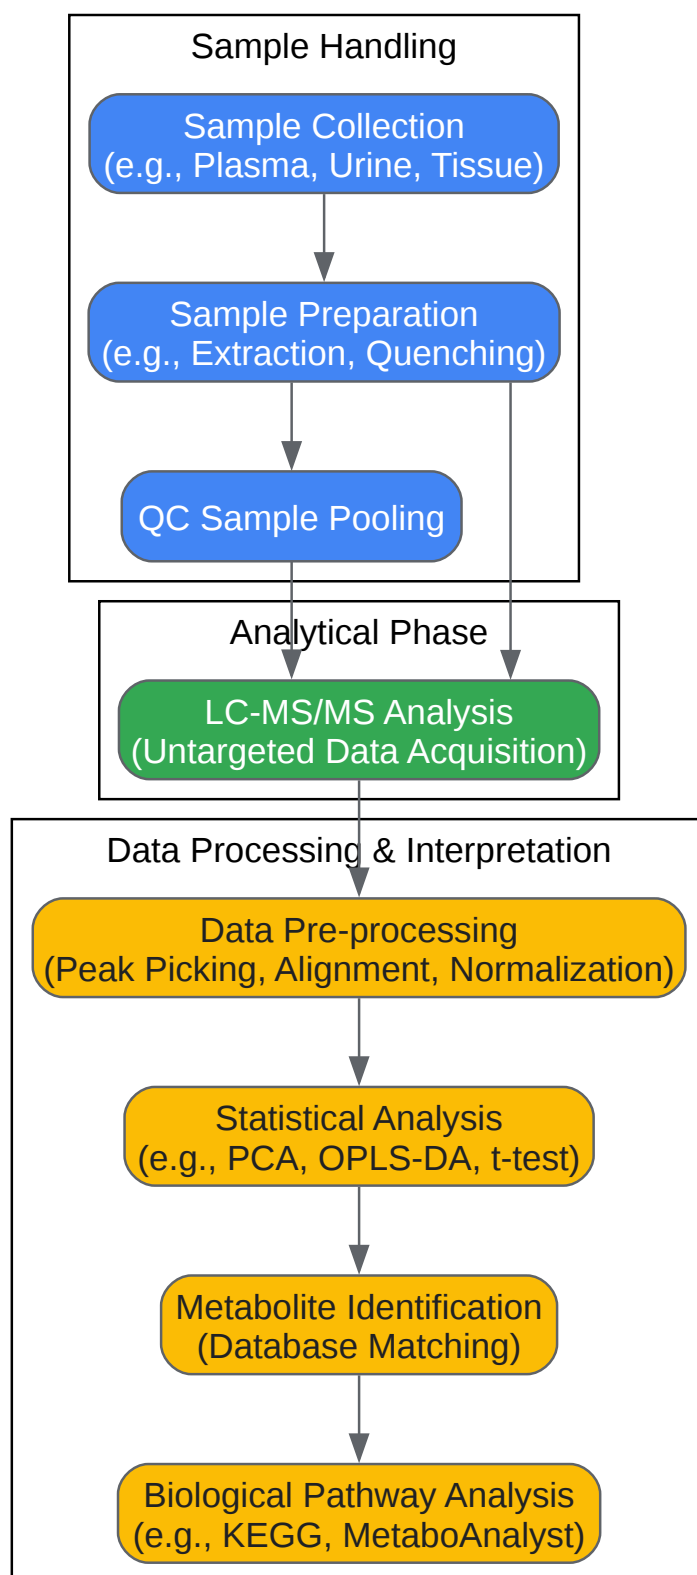 Sample Handling
Sample Collection
(e.g., Plasma, Urine, Tissue)
Sample Preparation
(e.g., Extraction, Quenching)
QC Sample Pooling
Analytical Phase
LC-MS/MS Analysis
(Untargeted Data Acquisition)
Data Processing & Interpretation
Data Pre-processing
(Peak Picking, Alignment, Normalization)
Statistical Analysis
(e.g., PCA, OPLS-DA, t-test)
Metabolite Identification
(Database Matching)
Biological Pathway Analysis
(e.g., KEGG, MetaboAnalyst)